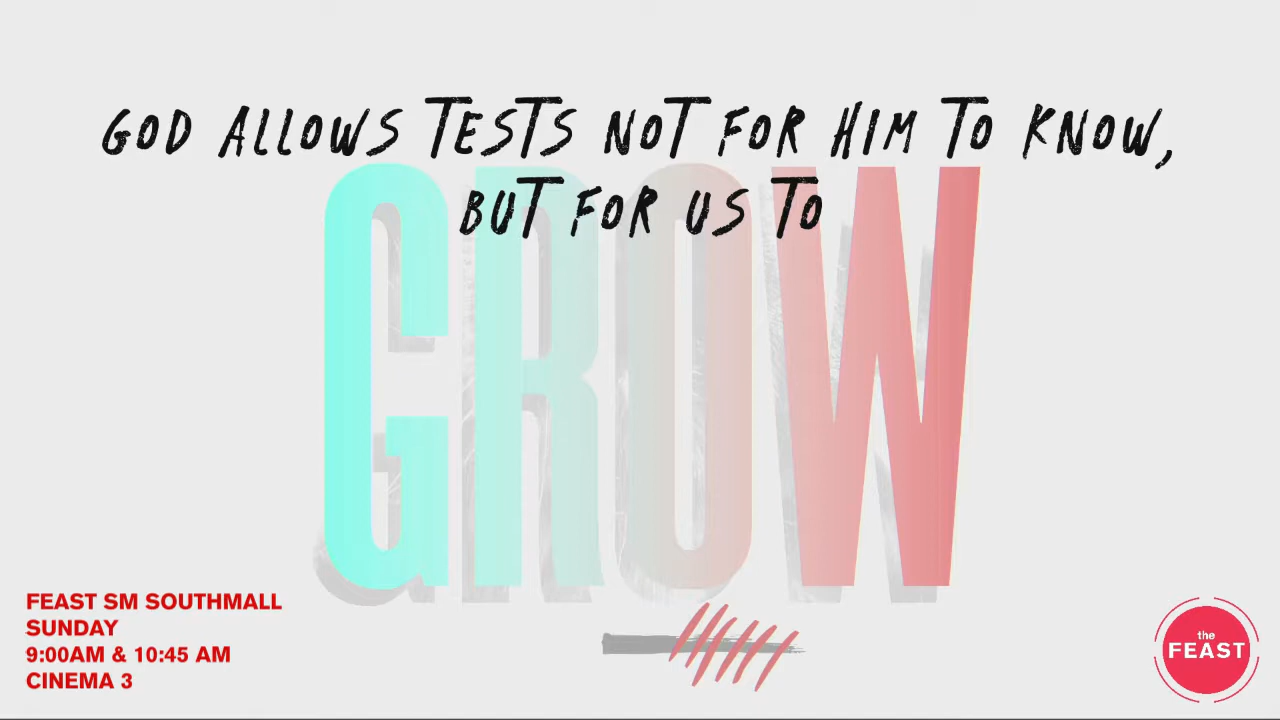 GOD ALLOWS TESTS NOT FOR HIM TO KNOW,
BUT FOR US TO
GROW
FEAST SM SOUTHMALL
SUNDAY
9:00AM & 10:45 AM
CINEMA 3
the
FEAST